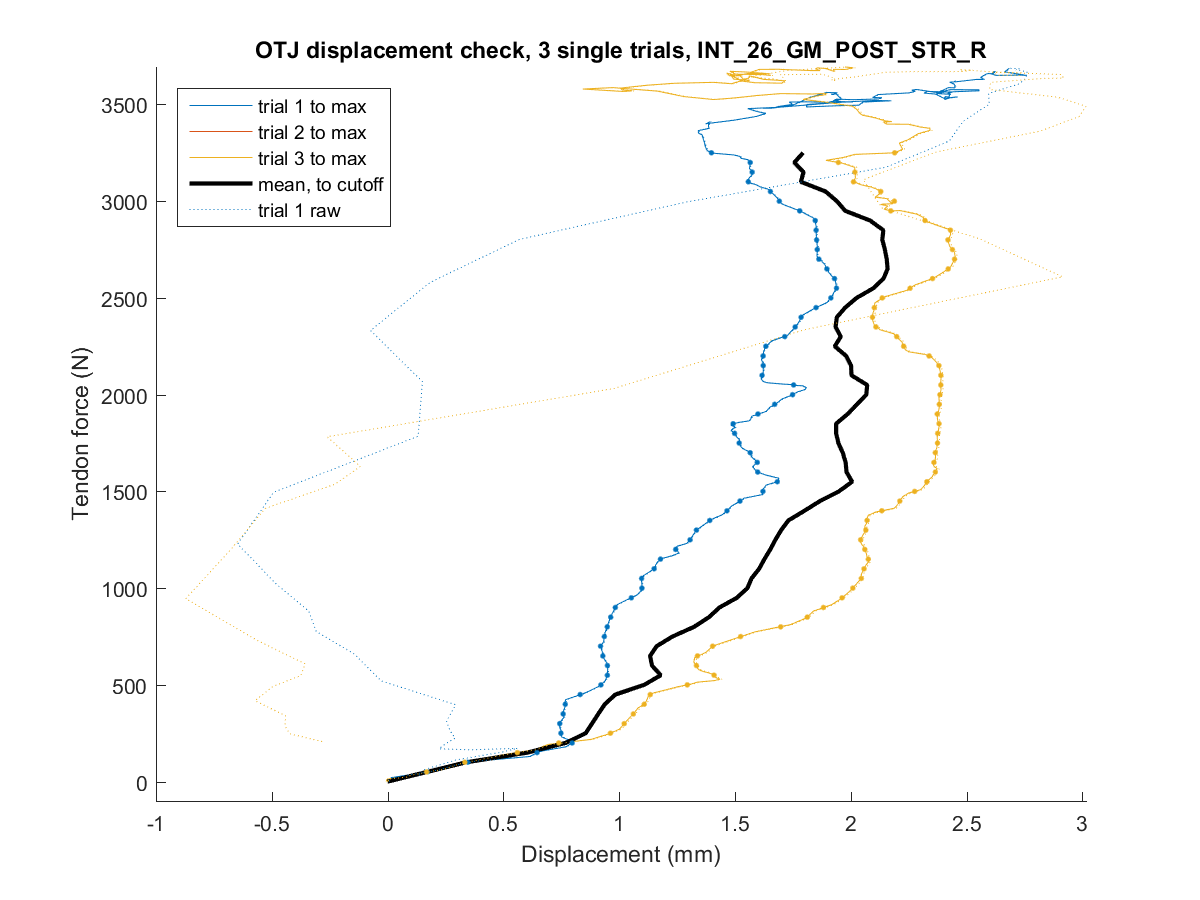 OTJ displacement check, 3 single trials, INT_26_GM_POST_STR_R
trial 1 to max
trial 2 to max
trial 3 to max
mean, to cutoff
trial 1 raw
Tendon force (N)
3500
3000
2500
2000
1500
1000
500
0
-1
-0.5
0
0.5
1
1.5
2
2.5
3
Displacement (mm)